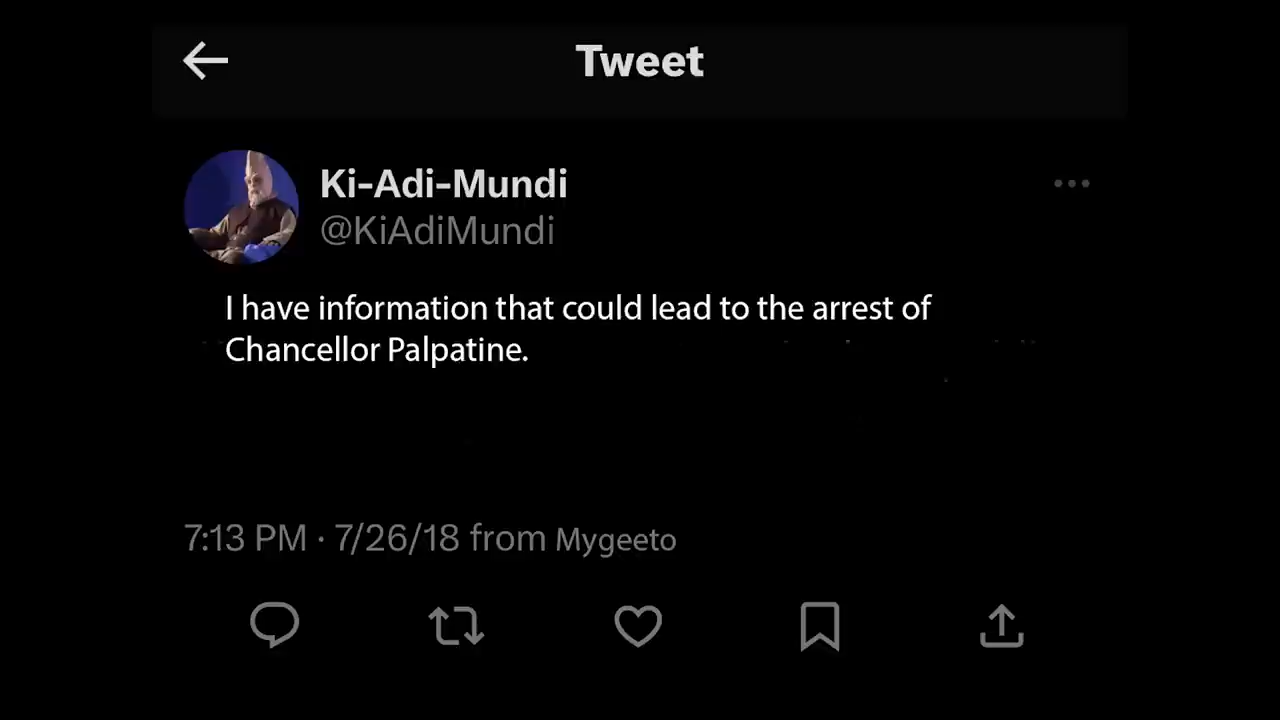 Tweet
Ki-Adi-Mundi
@KiAdiMundi
I have information that could lead to the arrest of
Chancellor Palpatine.
7:13 PM · 7/26/18 from Mygeeto